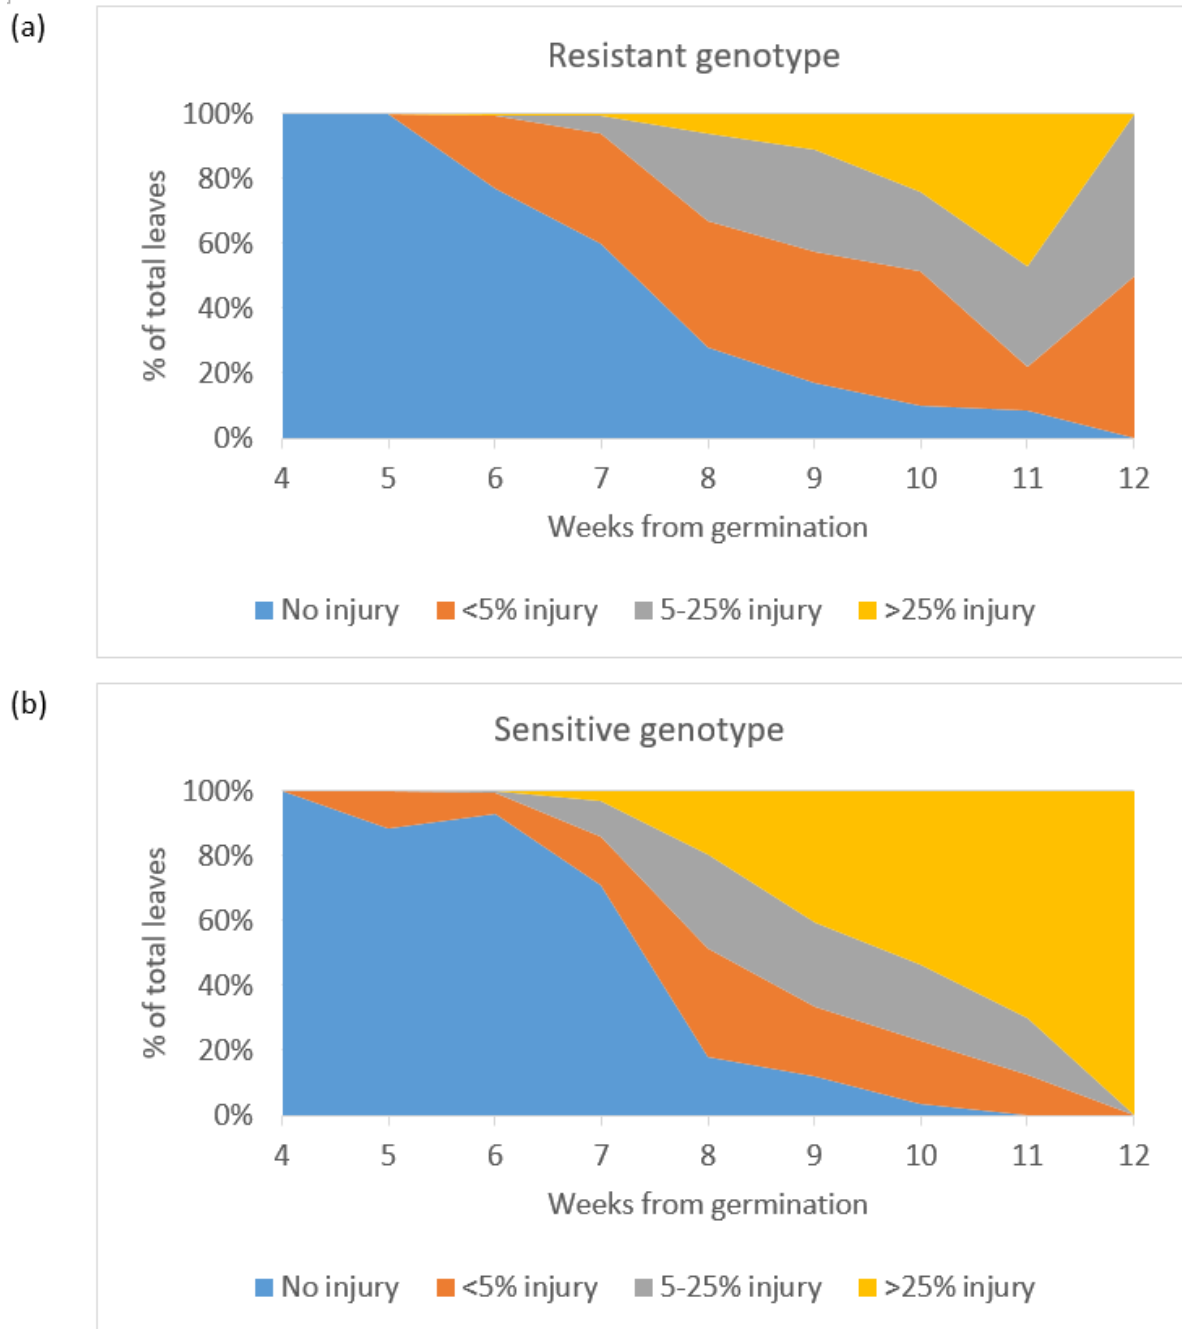 (a)
Resistant genotype
100%
80%
60%
40%
20%
0%
% of total leaves
4 5 6 7 8 9 10 11 12
Weeks from germination
No injury <5% injury 5-25% injury >25% injury
(b)
Sensitive genotype
100%
80%
60%
40%
20%
0%
% of total leaves
4 5 6 7 8 9 10 11 12
Weeks from germination
No injury <5% injury 5-25% injury >25% injury